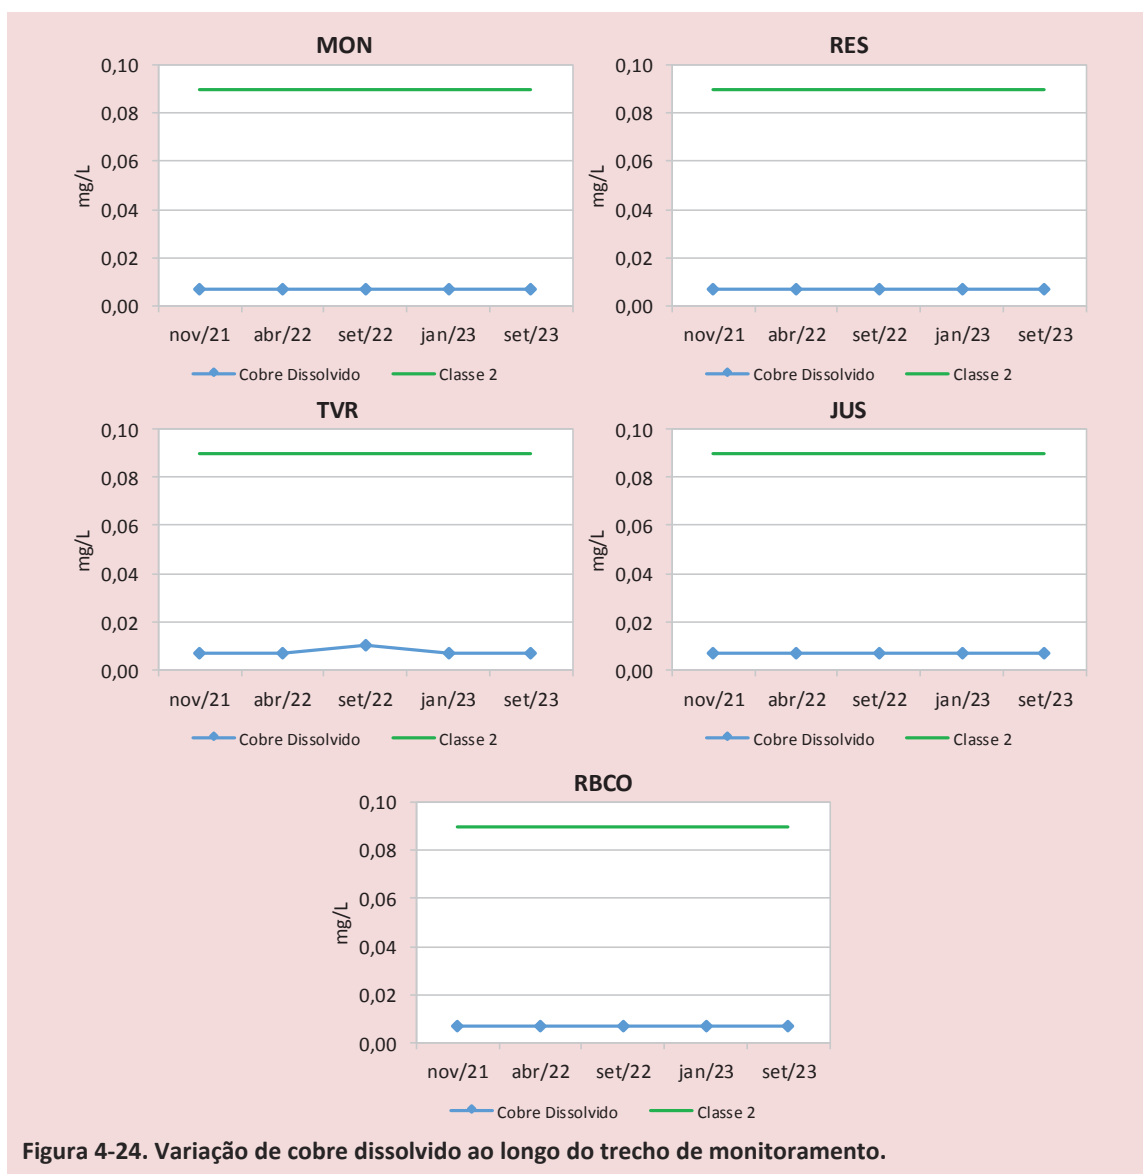 MON
0,10
0,08
0,06
0,04
0,02
0,00
mg/L
nov/21 abr/22 set/22 jan/23 set/23
Cobre Dissolvido Classe 2
RES
0,10
0,08
0,06
0,04
0,02
0,00
mg/L
nov/21 abr/22 set/22 jan/23 set/23
Cobre Dissolvido Classe 2
TVR
0,10
0,08
0,06
0,04
0,02
0,00
mg/L
nov/21 abr/22 set/22 jan/23 set/23
Cobre Dissolvido Classe 2
JUS
0,10
0,08
0,06
0,04
0,02
0,00
mg/L
nov/21 abr/22 set/22 jan/23 set/23
Cobre Dissolvido Classe 2
RBCO
0,10
0,08
0,06
0,04
0,02
0,00
mg/L
nov/21 abr/22 set/22 jan/23 set/23
Cobre Dissolvido Classe 2
Figura 4-24. Variação de cobre dissolvido ao longo do trecho de monitoramento.